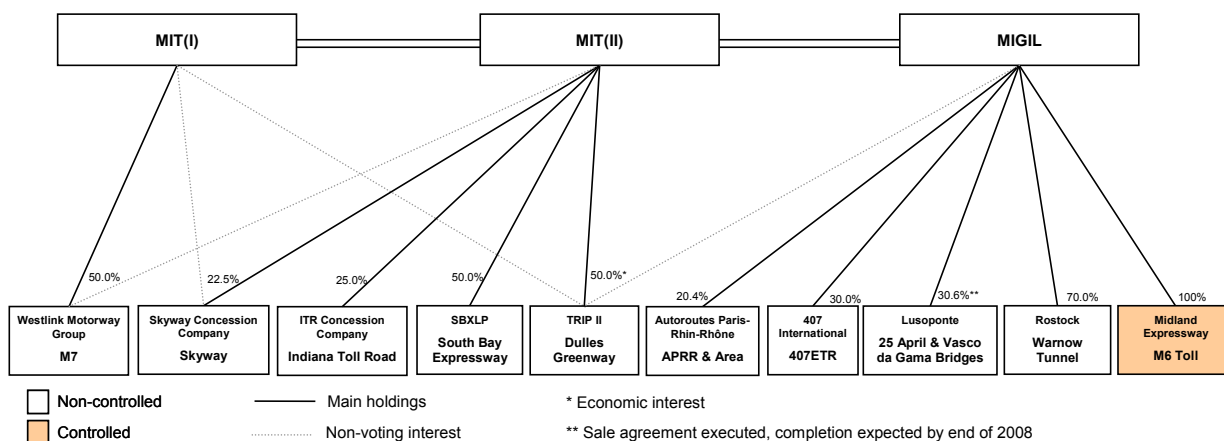 MIT(I)
MIT(II)
MIGIL
50.0%
22.5%
25.0%
50.0%
50.0%*
20.4%
30.0%
30.6%**
70.0%
100%
Westlink Motorway
Group
M7
Skyway Concession
Company
Skyway
ITR Concession
Company
Indiana Toll Road
SBXLP
South Bay
Expressway
TRIP II
Dulles
Greenway
Autoroutes Paris-
Rhin-Rhône
APRR & Area
407
International
407ETR
Lusoponte
25 April & Vasco
da Gama Bridges
Rostock
Warnow
Tunnel
Midland
Expressway
M6 Toll
Non-controlled
Main holdings
* Economic interest
Controlled
Non-voting interest
** Sale agreement executed, completion expected by end of 2008